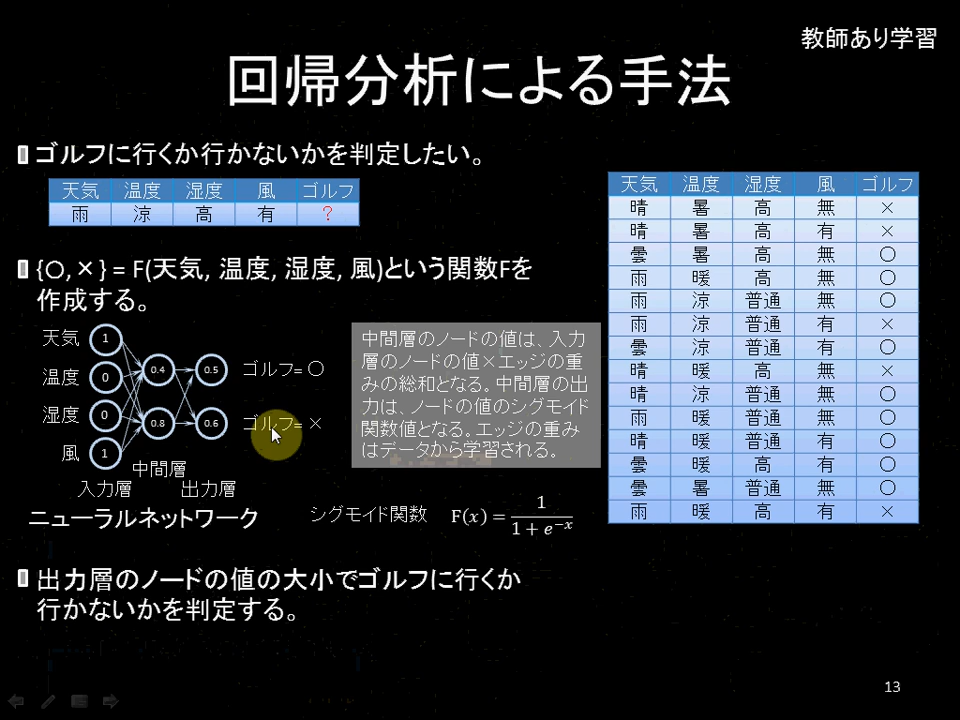 教師あり学習
回帰分析による手法
ゴルフに行くか行かないかを判定したい。
天気 温度 湿度 風 ゴルフ
雨 涼 高 有 ?
{○,×} = F(天気, 温度, 湿度, 風)という関数Fを
作成する。
天気 1
温度 0
湿度 0
風 1
0.4
0.8
0.5
0.6
ゴルフ=○
ゴルフ=×
中間層
入力層 出力層
ニューラルネットワーク
中間層のノードの値は、入力
層のノードの値×エッジの重
みの総和となる。中間層の出
力は、ノードの値のシグモイド
関数値となる。エッジの重み
はデータから学習される。
シグモイド関数 F(x) = 1 / (1 + e^{-x})
出力層のノードの値の大小でゴルフに行くか
行かないかを判定する。
天気 温度 湿度 風 ゴルフ
晴 暑 高 無 ×
晴 暑 高 有 ×
曇 暑 高 無 ○
雨 暖 高 無 ○
雨 涼 普通 無 ○
雨 涼 普通 有 ×
曇 涼 普通 有 ○
晴 暖 高 無 ×
晴 涼 普通 無 ○
雨 暖 普通 無 ○
晴 暖 普通 有 ○
曇 暖 高 有 ○
曇 暑 普通 無 ○
雨 暖 高 有 ×
13